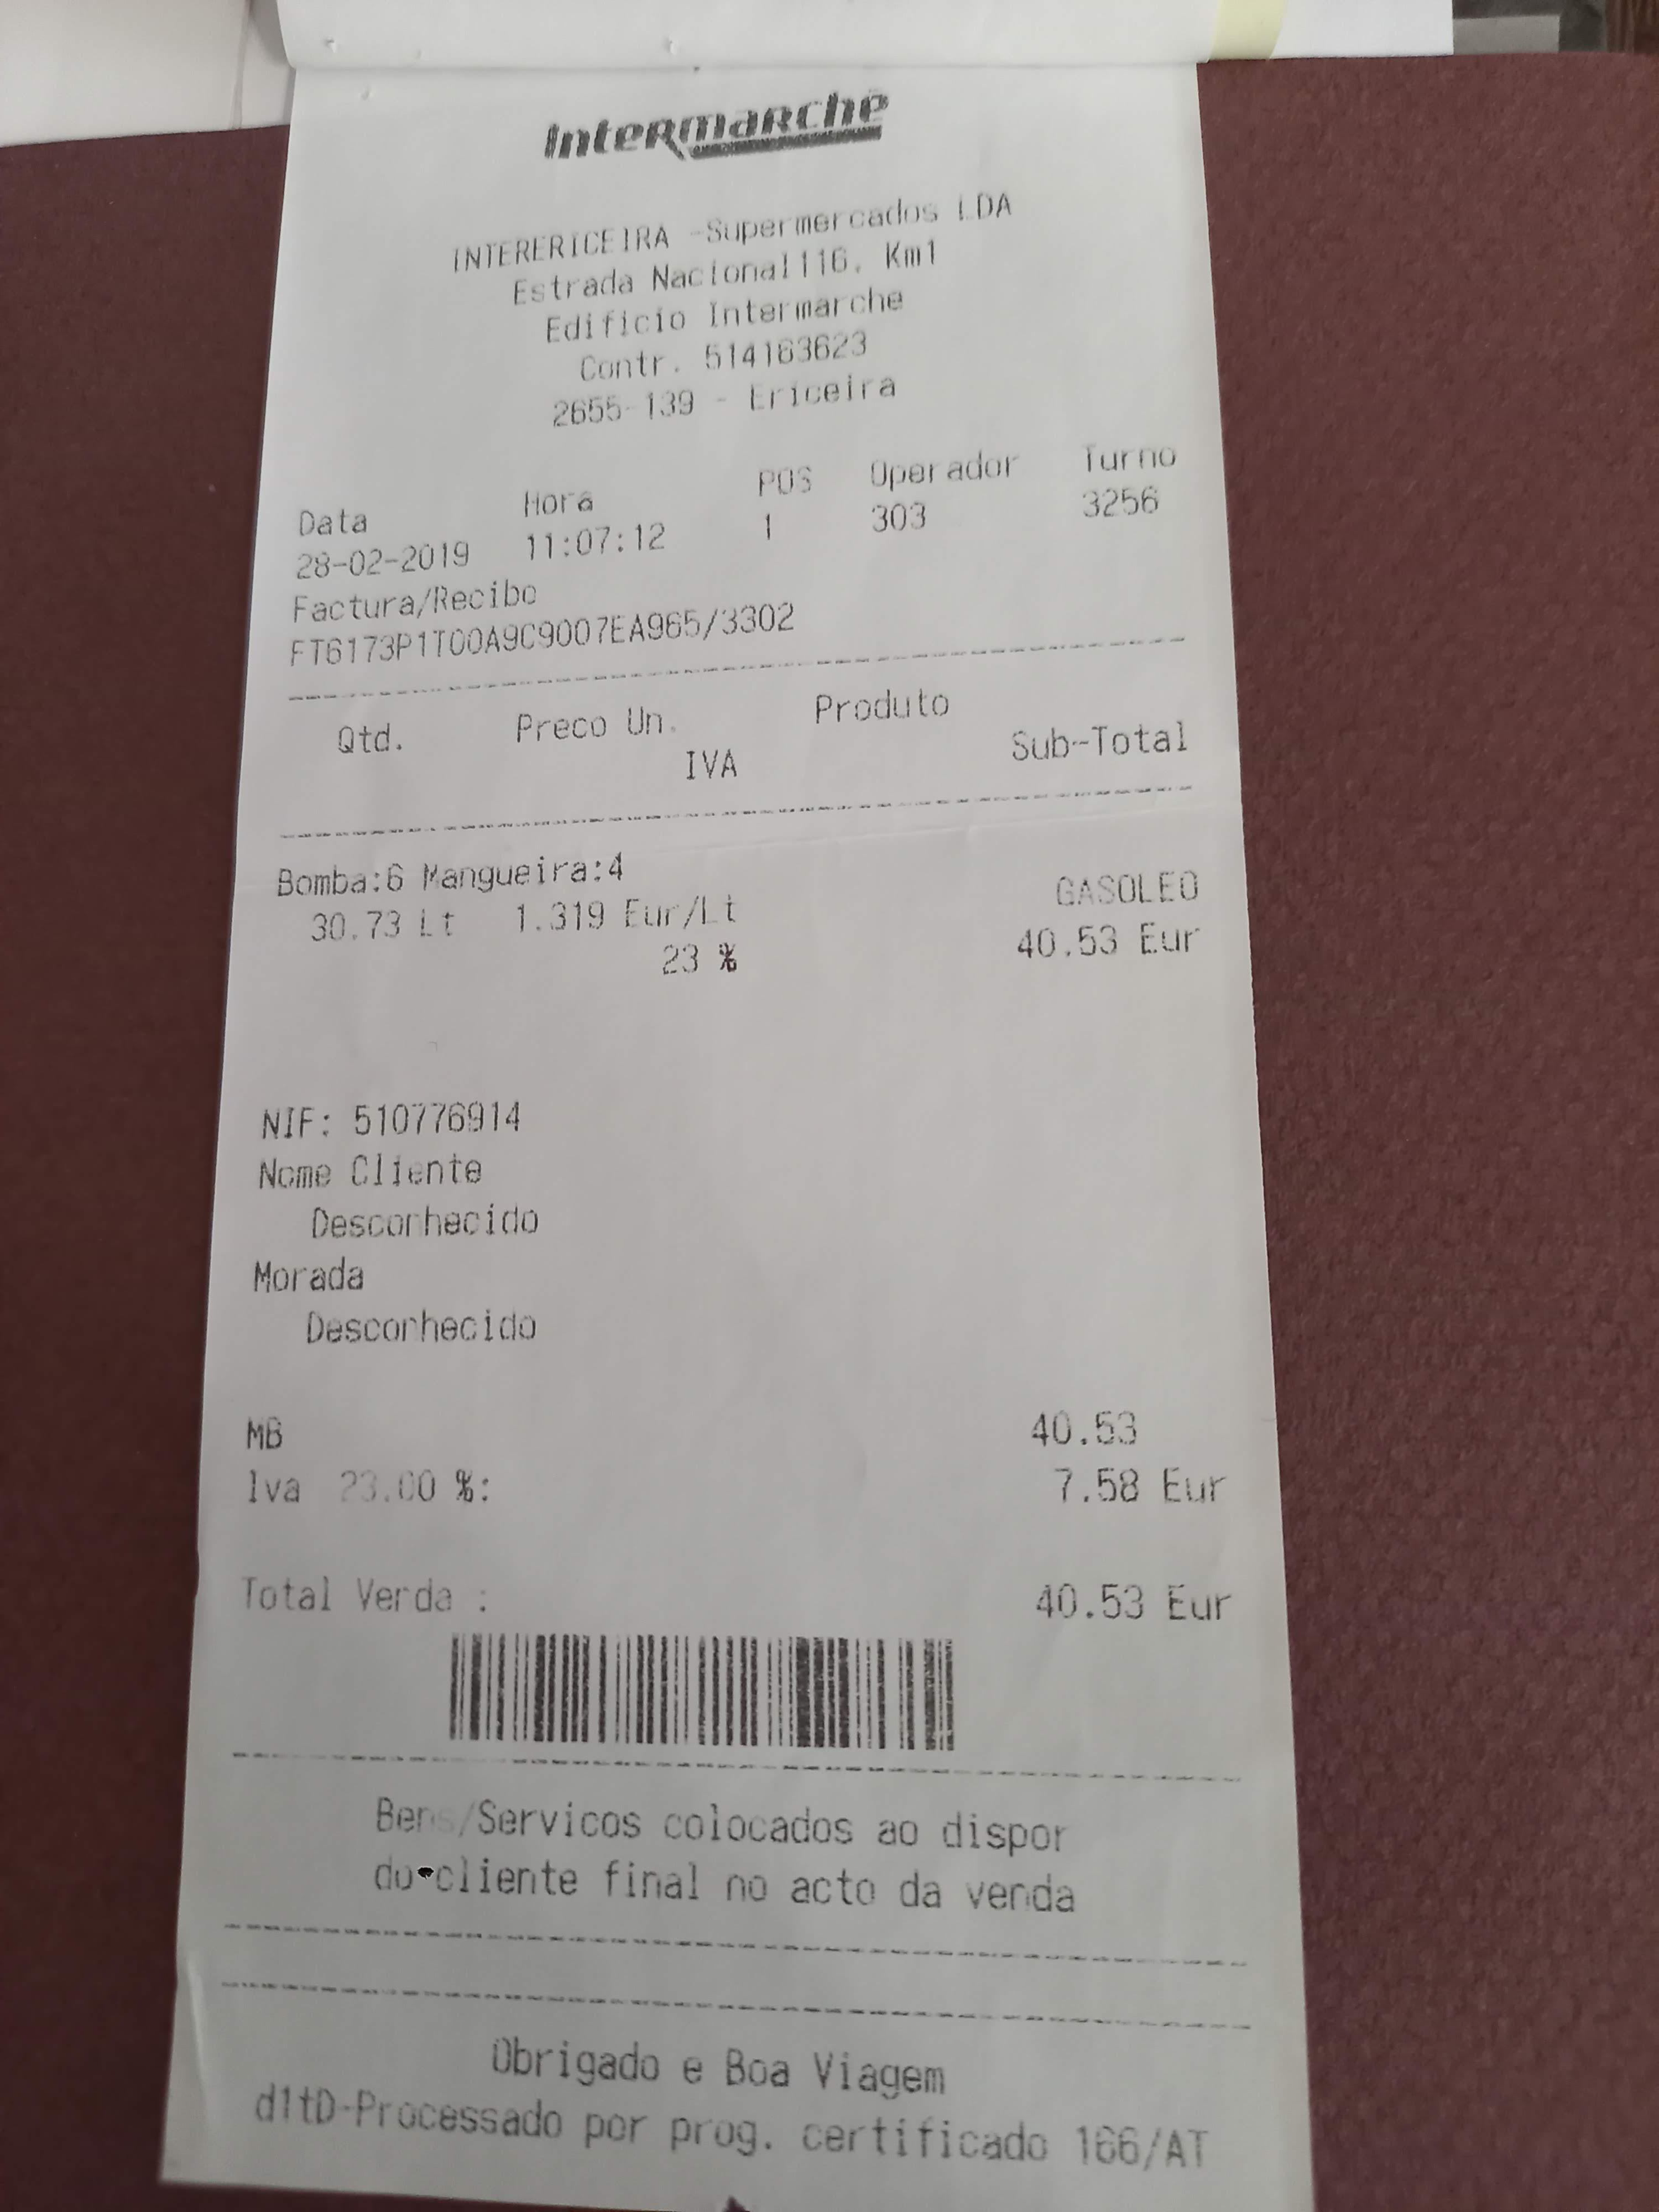 Intermarché
INTERERICEIRA -Supermercados LDA
Estrada Nacional116, Km1
Edificio Intermarche
Contr. 514163623
2655-139 - Ericeira
Data Hora POS Operador Turno
28-02-2019 11:07:12 1 303 3256
Factura/Recibo
FT6173P1T00A9C9007EA965/3302
Qtd. Preco Un. Produto
IVA Sub-Total
Bomba:6 Mangueira:4 GASOLEO
30.73 Lt 1.319 Eur/Lt 40.53 Eur
23 %
NIF: 510776914
Nome Cliente
Desconhecido
Morada
Desconhecido
MB 40.53
Iva 23.00 %: 7.58 Eur
Total Venda : 40.53 Eur
Bens/Servicos colocados ao dispor
do cliente final no acto da venda
Obrigado e Boa Viagem
d1tD-Processado por prog. certificado 166/AT